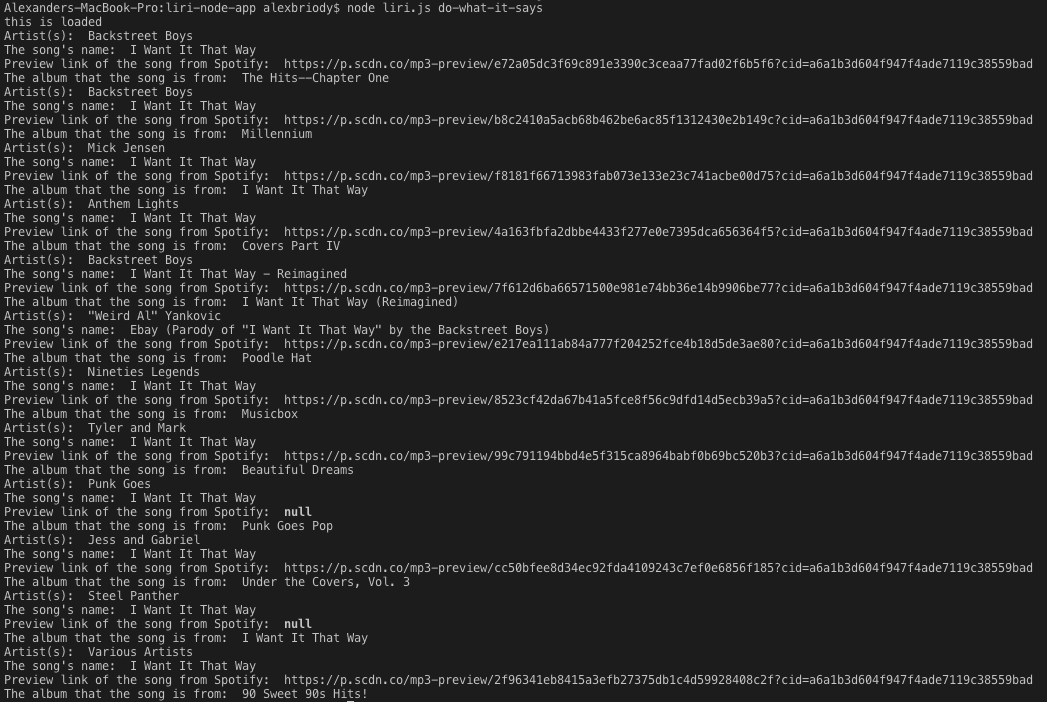 Alexanders-MacBook-Pro:liri-node-app alexbriody$ node liri.js do-what-it-says
this is loaded
Artist(s):  Backstreet Boys
The song's name:  I Want It That Way
Preview link of the song from Spotify:  https://p.scdn.co/mp3-preview/e72a05dc3f69c891e3390c3ceaa77fad02f6b5f6?cid=a6a1b3d604f947f4ade7119c38559bad
The album that the song is from:  The Hits--Chapter One
Artist(s):  Backstreet Boys
The song's name:  I Want It That Way
Preview link of the song from Spotify:  https://p.scdn.co/mp3-preview/b8c2410a5acb68b462be6ac85f1312430e2b149c?cid=a6a1b3d604f947f4ade7119c38559bad
The album that the song is from:  Millennium
Artist(s):  Mick Jensen
The song's name:  I Want It That Way
Preview link of the song from Spotify:  https://p.scdn.co/mp3-preview/f8181f66713983fab073e133e23c741acbe00d75?cid=a6a1b3d604f947f4ade7119c38559bad
The album that the song is from:  I Want It That Way
Artist(s):  Anthem Lights
The song's name:  I Want It That Way
Preview link of the song from Spotify:  https://p.scdn.co/mp3-preview/4a163fbfa2dbbe4433f277e0e7395dca656364f5?cid=a6a1b3d604f947f4ade7119c38559bad
The album that the song is from:  Covers Part IV
Artist(s):  Backstreet Boys
The song's name:  I Want It That Way - Reimagined
Preview link of the song from Spotify:  https://p.scdn.co/mp3-preview/7f612d6ba66571500e981e74bb36e14b9906be77?cid=a6a1b3d604f947f4ade7119c38559bad
The album that the song is from:  I Want It That Way (Reimagined)
Artist(s):  "Weird Al" Yankovic
The song's name:  Ebay (Parody of "I Want It That Way" by the Backstreet Boys)
Preview link of the song from Spotify:  https://p.scdn.co/mp3-preview/e217ea111ab84a777f204252fce4b18d5de3ae80?cid=a6a1b3d604f947f4ade7119c38559bad
The album that the song is from:  Poodle Hat
Artist(s):  Nineties Legends
The song's name:  I Want It That Way
Preview link of the song from Spotify:  https://p.scdn.co/mp3-preview/8523cf42da67b41a5fce8f56c9dfd14d5ecb39a5?cid=a6a1b3d604f947f4ade7119c38559bad
The album that the song is from:  Musicbox
Artist(s):  Tyler and Mark
The song's name:  I Want It That Way
Preview link of the song from Spotify:  https://p.scdn.co/mp3-preview/99c791194bbd4e5f315ca8964babf0b69bc520b3?cid=a6a1b3d604f947f4ade7119c38559bad
The album that the song is from:  Beautiful Dreams
Artist(s):  Punk Goes
The song's name:  I Want It That Way
Preview link of the song from Spotify:  null
The album that the song is from:  Punk Goes Pop
Artist(s):  Jess and Gabriel
The song's name:  I Want It That Way
Preview link of the song from Spotify:  https://p.scdn.co/mp3-preview/cc50bfee8d34ec92fda4109243c7ef0e6856f185?cid=a6a1b3d604f947f4ade7119c38559bad
The album that the song is from:  Under the Covers, Vol. 3
Artist(s):  Steel Panther
The song's name:  I Want It That Way
Preview link of the song from Spotify:  null
The album that the song is from:  I Want It That Way
Artist(s):  Various Artists
The song's name:  I Want It That Way
Preview link of the song from Spotify:  https://p.scdn.co/mp3-preview/2f96341eb8415a3efb27375db1c4d59928408c2f?cid=a6a1b3d604f947f4ade7119c38559bad
The album that the song is from:  90 Sweet 90s Hits!